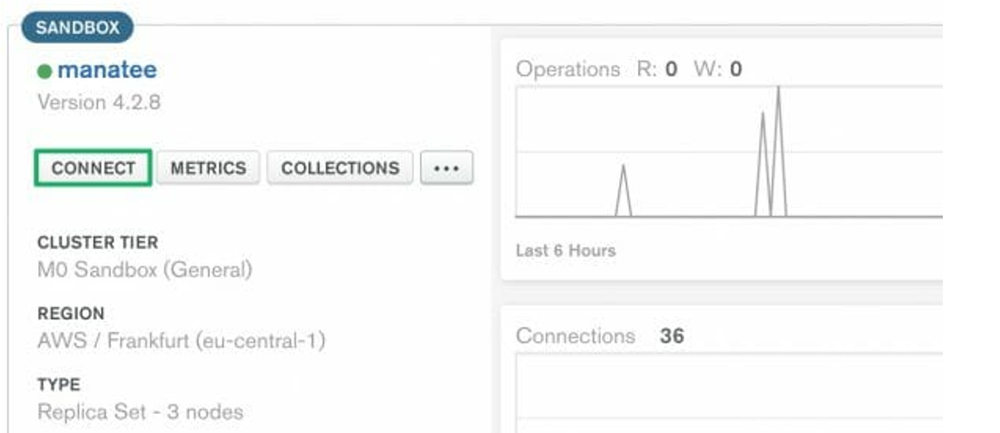 SANDBOX
manatee
Version 4.2.8
CONNECT METRICS COLLECTIONS ...
CLUSTER TIER
M0 Sandbox (General)
REGION
AWS / Frankfurt (eu-central-1)
TYPE
Replica Set - 3 nodes
Operations R: 0 W: 0
Last 6 Hours
Connections 36